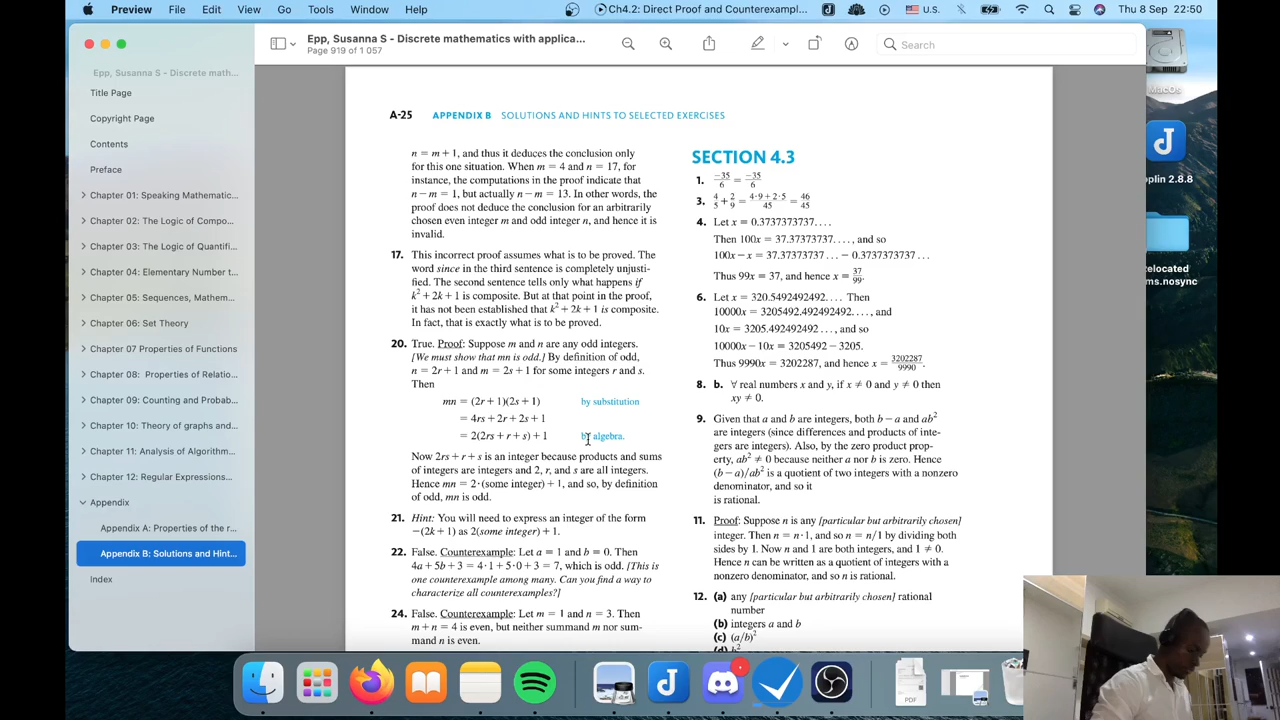 Preview File Edit View Go Tools Window Help Ch4.2: Direct Proof and Counterexampl... U.S. Thu 8 Sep 22:50
Epp, Susanna S - Discrete mathematics with applica...
Page 919 of 1 057
Search
Epp, Susanna S - Discrete math...
Title Page
Copyright Page
Contents
Preface
Chapter 01: Speaking Mathematic...
Chapter 02: The Logic of Compo...
Chapter 03: The Logic of Quantifi...
Chapter 04: Elementary Number t...
Chapter 05: Sequences, Mathem...
Chapter 06: Set Theory
Chapter 07 Properties of Functions
Chapter 08: Properties of Relatio...
Chapter 09: Counting and Probab...
Chapter 10: Theory of graphs and...
Chapter 11: Analysis of Algorithm...
Chapter 12: Regular Expressions...
Appendix
Appendix A: Properties of the r...
Appendix B: Solutions and Hint...
Index
A-25 APPENDIX B SOLUTIONS AND HINTS TO SELECTED EXERCISES
n = m + 1, and thus it deduces the conclusion only
for this one situation. When m = 4 and n = 17, for
instance, the computations in the proof indicate that
n − m = 1, but actually n − m = 13. In other words, the
proof does not deduce the conclusion for an arbitrarily
chosen even integer m and odd integer n, and hence it is
invalid.
17. This incorrect proof assumes what is to be proved. The
word since in the third sentence is completely unjusti-
fied. The second sentence tells only what happens if
k² + 2k + 1 is composite. But at that point in the proof,
it has not been established that k² + 2k + 1 is composite.
In fact, that is exactly what is to be proved.
20. True. Proof: Suppose m and n are any odd integers.
[We must show that mn is odd.] By definition of odd,
n = 2r + 1 and m = 2s + 1 for some integers r and s.
Then
mn = (2r + 1)(2s + 1) by substitution
= 4rs + 2r + 2s + 1
= 2(2rs + r + s) + 1 by algebra.
Now 2rs + r + s is an integer because products and sums
of integers are integers and 2, r, and s are all integers.
Hence mn = 2·(some integer) + 1, and so, by definition
of odd, mn is odd.
21. Hint: You will need to express an integer of the form
−(2k + 1) as 2(some integer) + 1.
22. False. Counterexample: Let a = 1 and b = 0. Then
4a + 5b + 3 = 4·1 + 5·0 + 3 = 7, which is odd. [This is
one counterexample among many. Can you find a way to
characterize all counterexamples?]
24. False. Counterexample: Let m = 1 and n = 3. Then
m + n = 4 is even, but neither summand m nor sum-
mand n is even.
SECTION 4.3
1. −35/6 = −35/6
3. 4/5 + 2/9 = 4·9 + 2·5/45 = 46/45
4. Let x = 0.3737373737....
Then 100x = 37.37373737...., and so
100x − x = 37.37373737... − 0.3737373737...
Thus 99x = 37, and hence x = 37/99.
6. Let x = 320.5492492492.... Then
10000x = 3205492.492492492...., and
10x = 3205.492492492..., and so
10000x − 10x = 3205492 − 3205.
Thus 9990x = 3202287, and hence x = 3202287/9990.
8. b. ∀ real numbers x and y, if x ≠ 0 and y ≠ 0 then
xy ≠ 0.
9. Given that a and b are integers, both b − a and ab²
are integers (since differences and products of inte-
gers are integers). Also, by the zero product prop-
erty, ab² ≠ 0 because neither a nor b is zero. Hence
(b − a)/ab² is a quotient of two integers with a nonzero
denominator, and so it
is rational.
11. Proof: Suppose n is any [particular but arbitrarily chosen]
integer. Then n = n·1, and so n = n/1 by dividing both
sides by 1. Now n and 1 are both integers, and 1 ≠ 0.
Hence n can be written as a quotient of integers with a
nonzero denominator, and so n is rational.
12. (a) any [particular but arbitrarily chosen] rational
number
(b) integers a and b
(c) (a/b)²
MacOs
oplin 2.8.8
elocated
ms.nosync
PDF